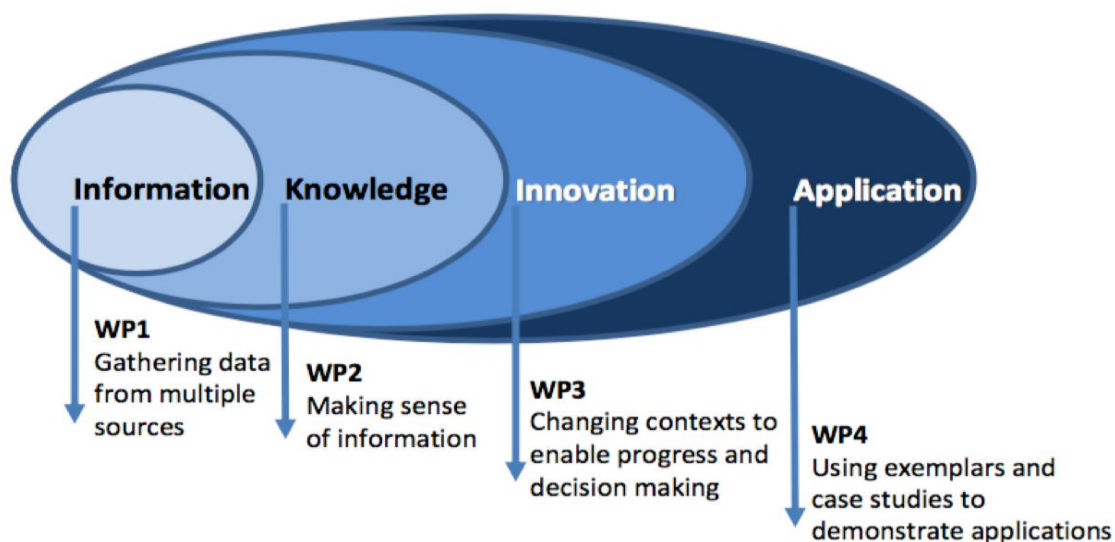 Information
Knowledge
Innovation
Application
WP1
Gathering data
from multiple
sources
WP2
Making sense
of information
WP3
Changing contexts to
enable progress and
decision making
WP4
Using exemplars and
case studies to
demonstrate applications